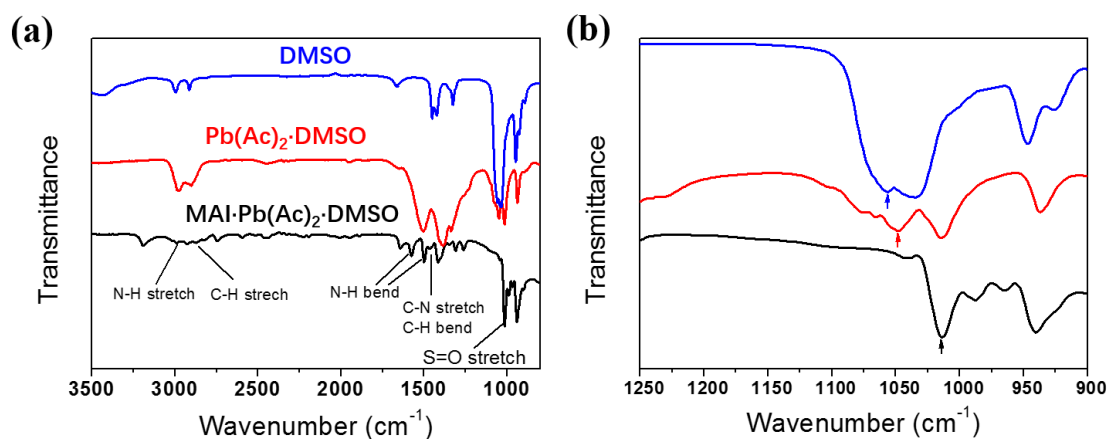 (a)
DMSO
Pb(Ac)₂·DMSO
MAI·Pb(Ac)₂·DMSO
N-H stretch
C-H strech
N-H bend
C-N stretch
C-H bend
S=O stretch
Transmittance
3500 3000 2500 2000 1500 1000
Wavenumber (cm⁻¹)
(b)
Transmittance
1250 1200 1150 1100 1050 1000 950 900
Wavenumber (cm⁻¹)